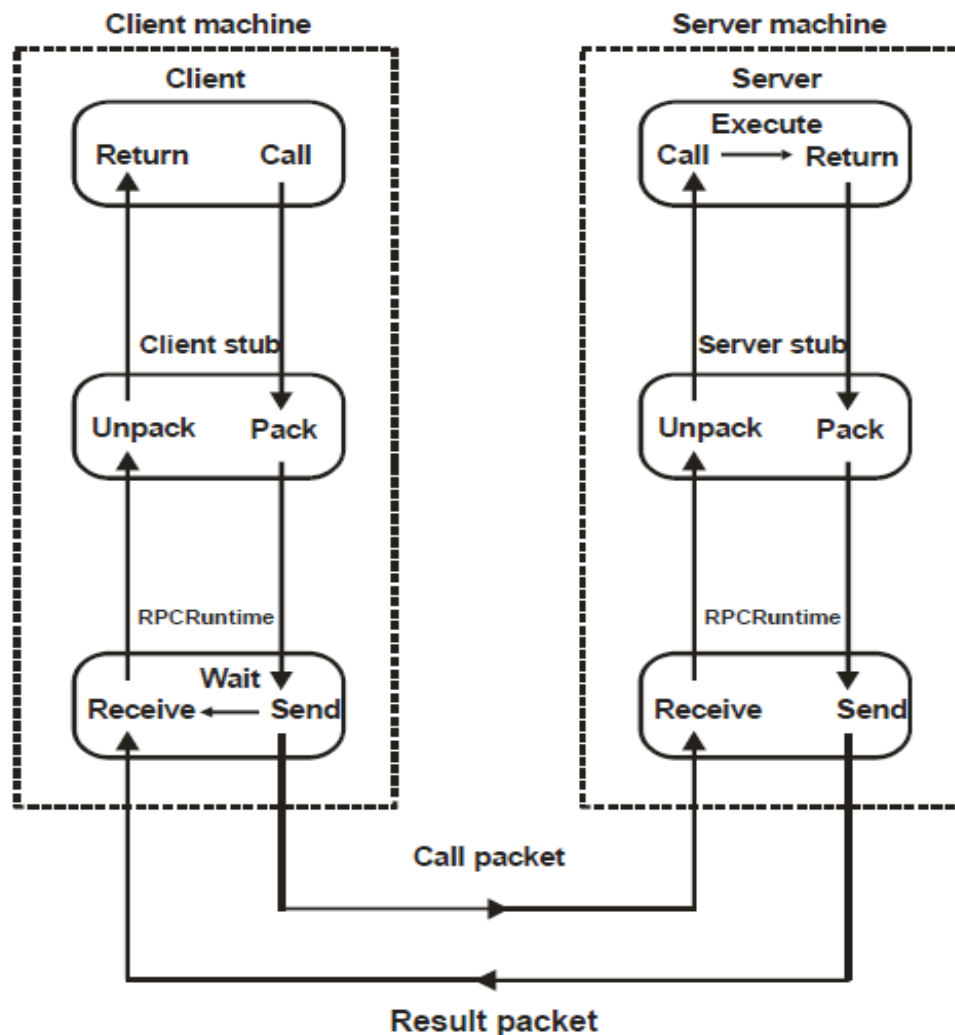 Client machine
Server machine
Client
Server
Return Call
Execute
Call Return
Client stub
Server stub
Unpack Pack
Unpack Pack
RPCRuntime
RPCRuntime
Wait
Receive Send
Receive Send
Call packet
Result packet